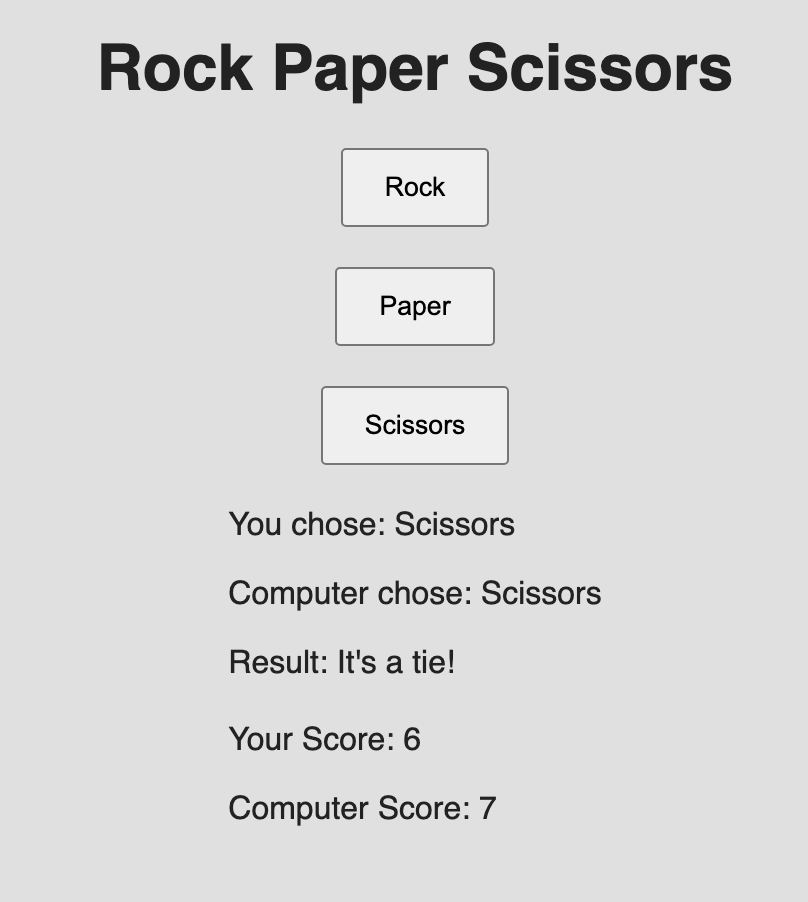 Rock Paper Scissors
Rock
Paper
Scissors
You chose: Scissors
Computer chose: Scissors
Result: It's a tie!
Your Score: 6
Computer Score: 7